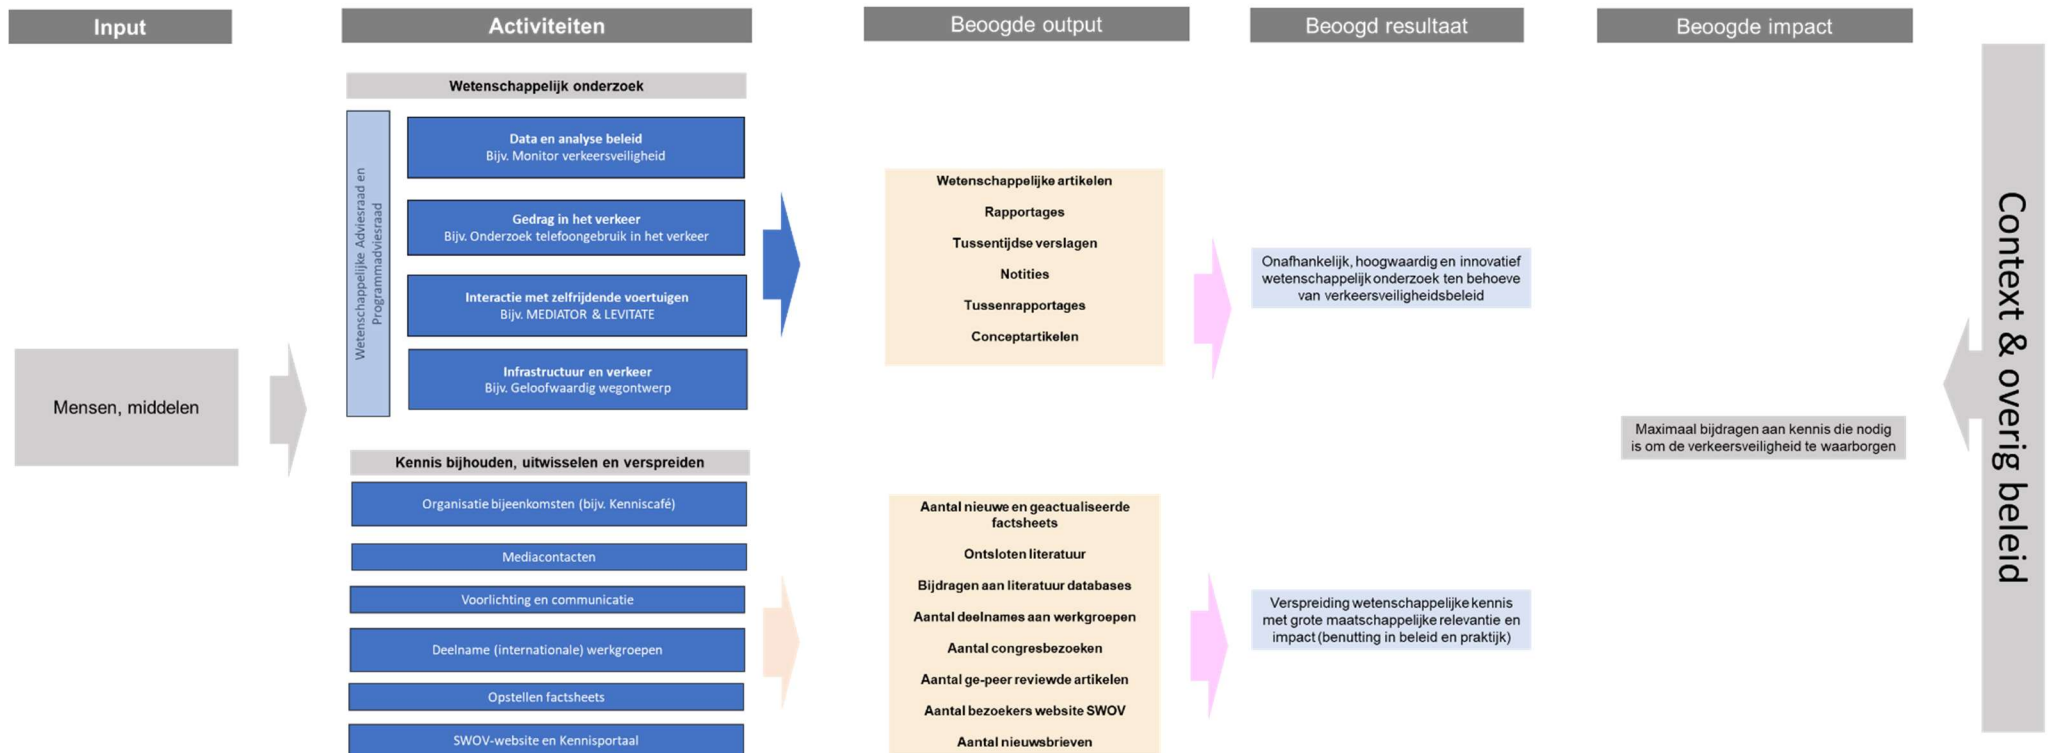 Input
Activiteiten
Beoogde output
Beoogd resultaat
Beoogde impact
Mensen, middelen
Wetenschappelijk onderzoek
Wetenschappelijke Adviesraad en
Programmadviesraad
Data en analyse beleid
Bijv. Monitor verkeersveiligheid
Gedrag in het verkeer
Bijv. Onderzoek telefoongebruik in het verkeer
Interactie met zelfrijdende voertuigen
Bijv. MEDIATOR & LEVITATE
Infrastructuur en verkeer
Bijv. Geloofwaardig wegontwerp
Kennis bijhouden, uitwisselen en verspreiden
Organisatie bijeenkomsten (bijv. Kenniscafé)
Mediacontacten
Voorlichting en communicatie
Deelname (internationale) werkgroepen
Opstellen factsheets
SWOV-website en Kennisportaal
Wetenschappelijke artikelen
Rapportages
Tussentijdse verslagen
Notities
Tussenrapportages
Conceptartikelen
Aantal nieuwe en geactualiseerde
factsheets
Ontsloten literatuur
Bijdragen aan literatuur databases
Aantal deelnames aan werkgroepen
Aantal congresbezoeken
Aantal ge-peer reviewde artikelen
Aantal bezoekers website SWOV
Aantal nieuwsbrieven
Onafhankelijk, hoogwaardig en innovatief
wetenschappelijk onderzoek ten behoeve
van verkeersveiligheidsbeleid
Verspreiding wetenschappelijke kennis
met grote maatschappelijke relevantie en
impact (benutting in beleid en praktijk)
Maximaal bijdragen aan kennis die nodig
is om de verkeersveiligheid te waarborgen
Context & overig beleid